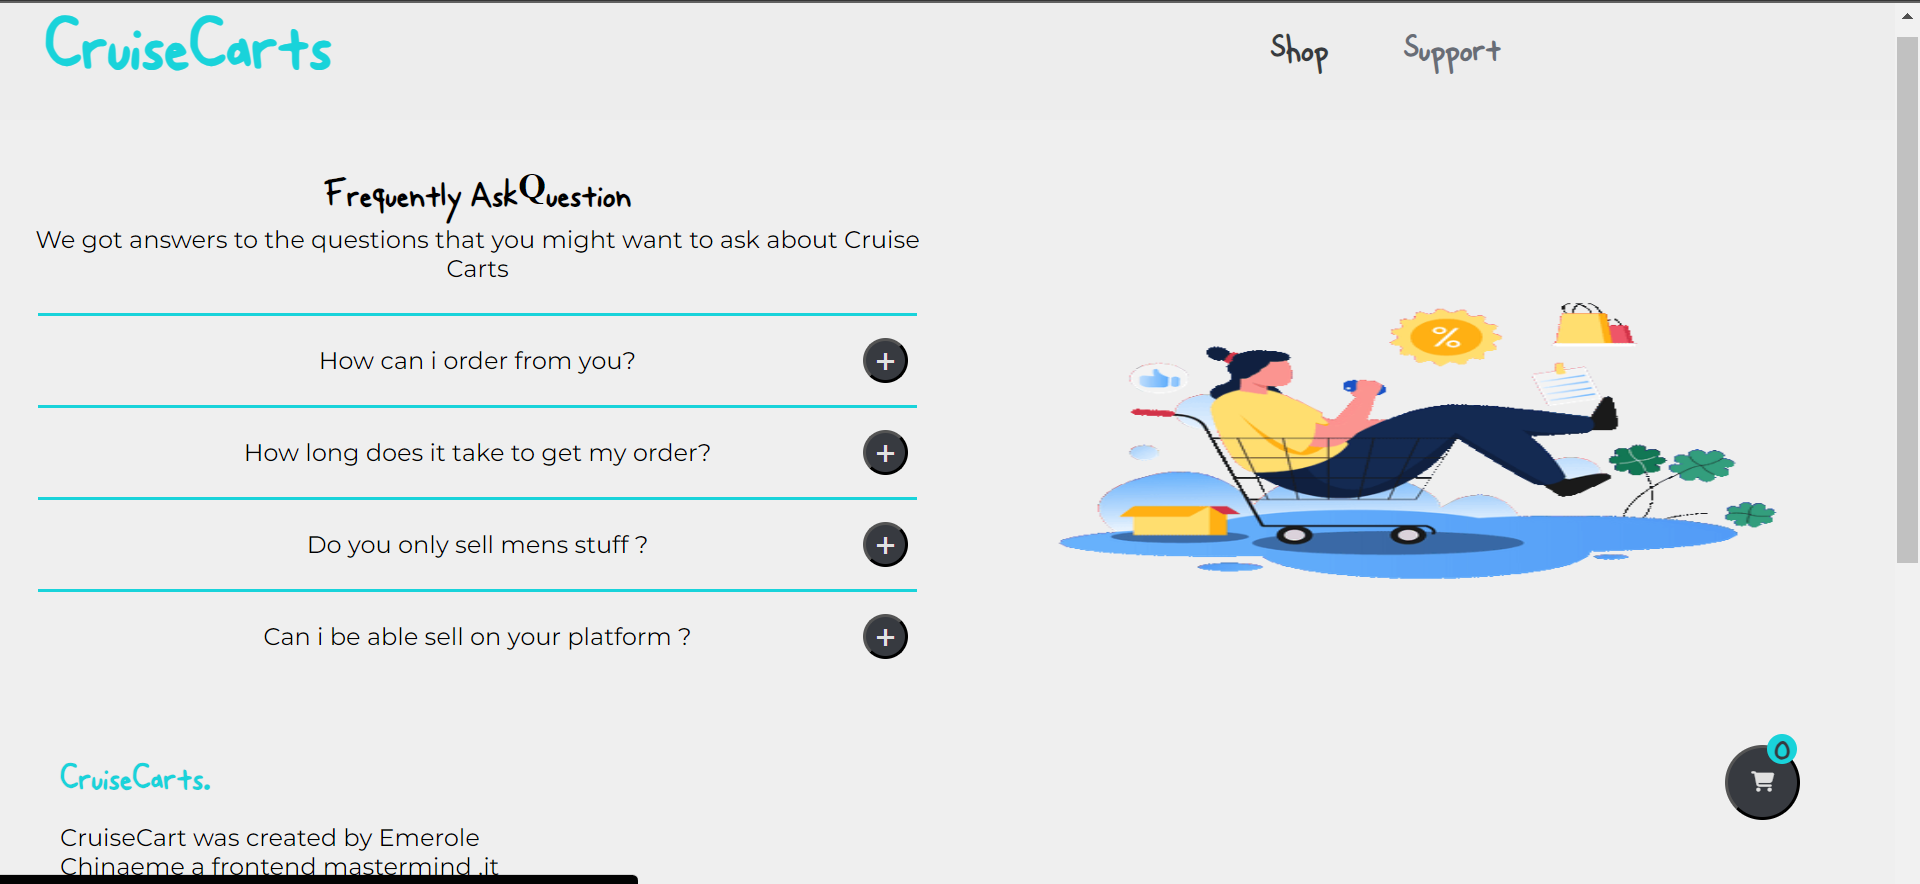 CruiseCarts
Shop
Support
Frequently AskQuestion
We got answers to the questions that you might want to ask about Cruise
Carts
How can i order from you?
How long does it take to get my order?
Do you only sell mens stuff ?
Can i be able sell on your platform ?
%
0
CruiseCarts.
CruiseCart was created by Emerole
Chinaeme a frontend mastermind .it